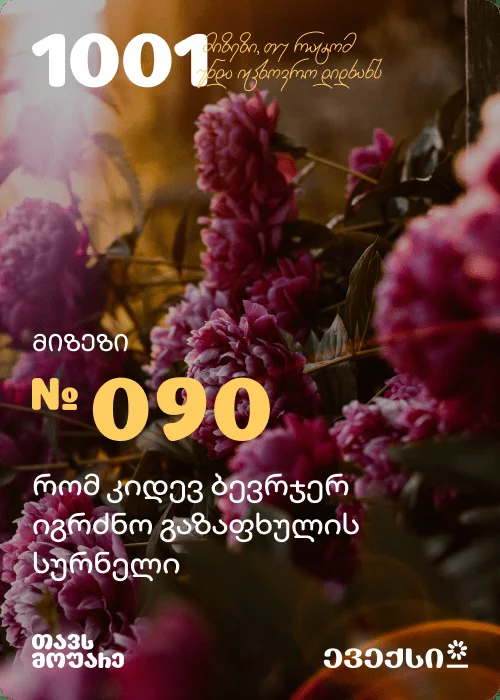 1001
მიზეზი, თუ რატომ
უნდა იცხოვრო დიდხანს
მიზეზი
№ 090
რომ კიდევ ბევრჯერ
იგრძნო გაზაფხულის
სურნელი
თავს
მოუარე
ევექსი